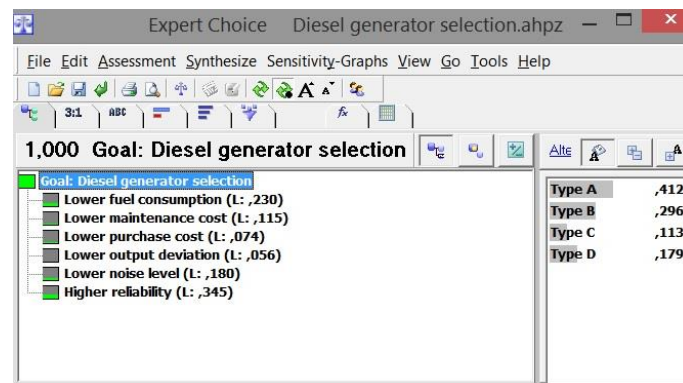 Expert Choice Diesel generator selection.ahpz
File Edit Assessment Synthesize Sensitivity-Graphs View Go Tools Help
A A
3:1 ABC fx
1,000 Goal: Diesel generator selection
Alte A A
Goal: Diesel generator selection
Lower fuel consumption (L: ,230)
Lower maintenance cost (L: ,115)
Lower purchase cost (L: ,074)
Lower output deviation (L: ,056)
Lower noise level (L: ,180)
Higher reliability (L: ,345)
Type A ,412
Type B ,296
Type C ,113
Type D ,179